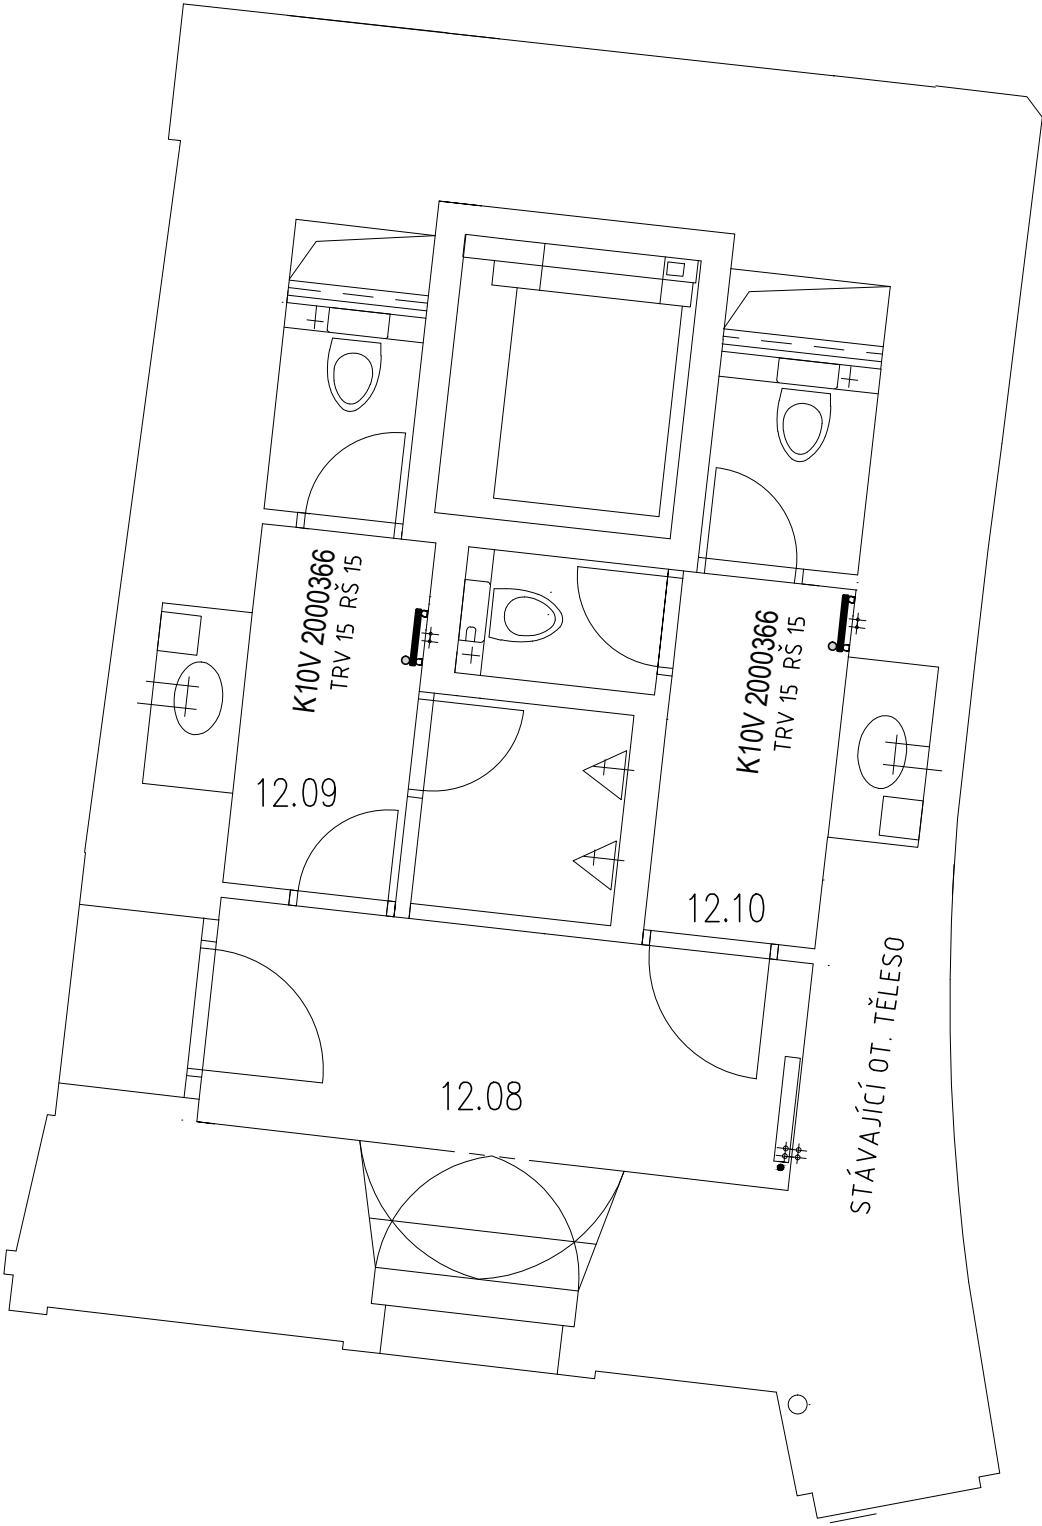 K10V 2000366
TRV 15 RŠ 15
12.09
K10V 2000366
TRV 15 RŠ 15
12.10
12.08
STÁVAJÍCÍ OT. TĚLESO